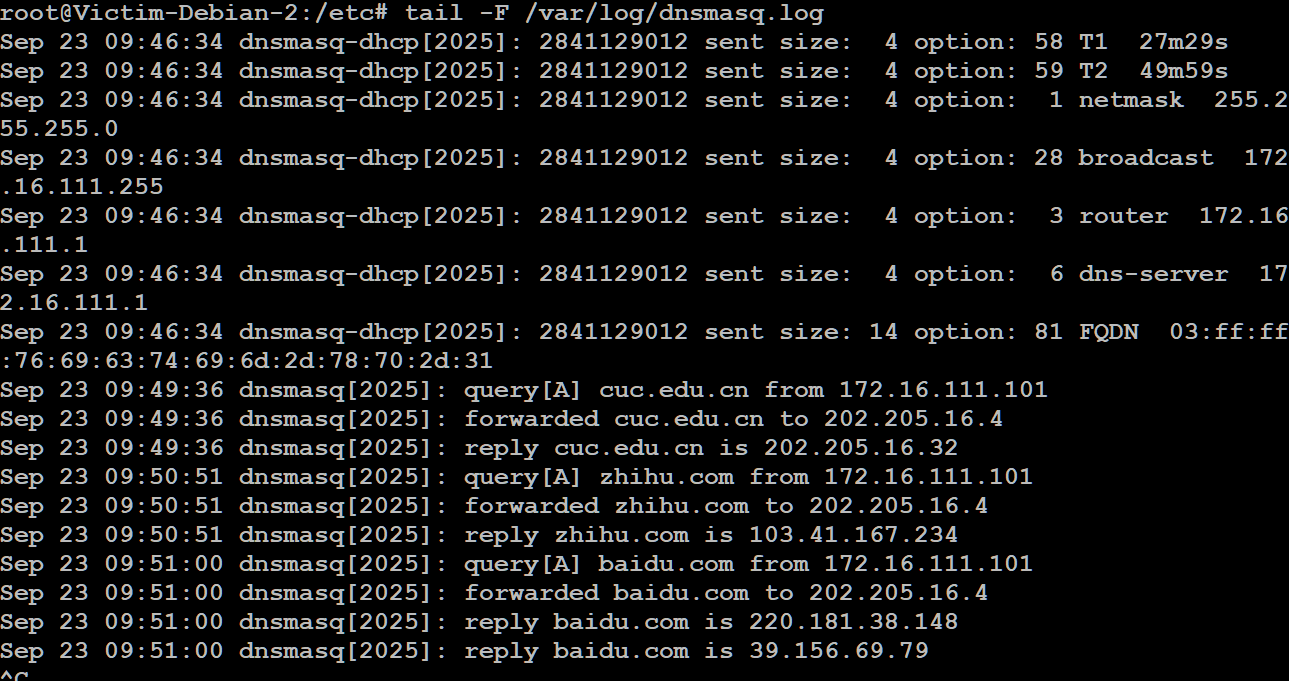 root@Victim-Debian-2:/etc# tail -F /var/log/dnsmasq.log
Sep 23 09:46:34 dnsmasq-dhcp[2025]: 2841129012 sent size:  4 option: 58 T1  27m29s
Sep 23 09:46:34 dnsmasq-dhcp[2025]: 2841129012 sent size:  4 option: 59 T2  49m59s
Sep 23 09:46:34 dnsmasq-dhcp[2025]: 2841129012 sent size:  4 option:  1 netmask  255.2
55.255.0
Sep 23 09:46:34 dnsmasq-dhcp[2025]: 2841129012 sent size:  4 option: 28 broadcast  172
.16.111.255
Sep 23 09:46:34 dnsmasq-dhcp[2025]: 2841129012 sent size:  4 option:  3 router  172.16
.111.1
Sep 23 09:46:34 dnsmasq-dhcp[2025]: 2841129012 sent size:  4 option:  6 dns-server  17
2.16.111.1
Sep 23 09:46:34 dnsmasq-dhcp[2025]: 2841129012 sent size: 14 option: 81 FQDN  03:ff:ff
:76:69:63:74:69:6d:2d:78:70:2d:31
Sep 23 09:49:36 dnsmasq[2025]: query[A] cuc.edu.cn from 172.16.111.101
Sep 23 09:49:36 dnsmasq[2025]: forwarded cuc.edu.cn to 202.205.16.4
Sep 23 09:49:36 dnsmasq[2025]: reply cuc.edu.cn is 202.205.16.32
Sep 23 09:50:51 dnsmasq[2025]: query[A] zhihu.com from 172.16.111.101
Sep 23 09:50:51 dnsmasq[2025]: forwarded zhihu.com to 202.205.16.4
Sep 23 09:50:51 dnsmasq[2025]: reply zhihu.com is 103.41.167.234
Sep 23 09:51:00 dnsmasq[2025]: query[A] baidu.com from 172.16.111.101
Sep 23 09:51:00 dnsmasq[2025]: forwarded baidu.com to 202.205.16.4
Sep 23 09:51:00 dnsmasq[2025]: reply baidu.com is 220.181.38.148
Sep 23 09:51:00 dnsmasq[2025]: reply baidu.com is 39.156.69.79
^C